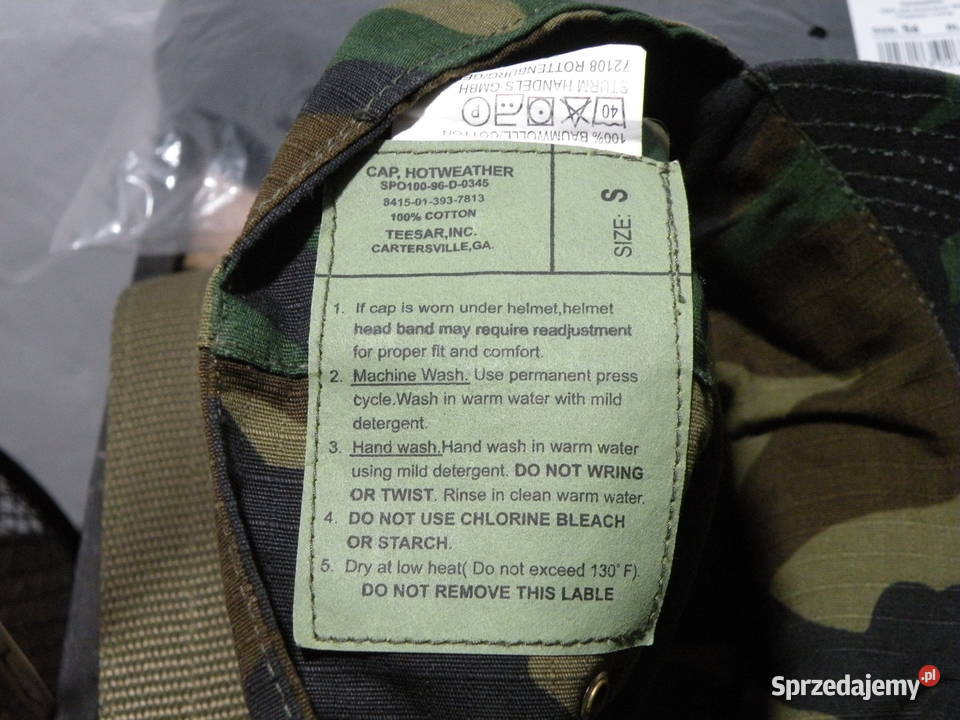 72108 ROTTENBURG/GE
STURM HANDELS GMBH
40 P
100% BAUMWOLLE/COTTON
CAP, HOTWEATHER
SPO100-96-D-0345
8415-01-393-7813
100% COTTON
TEESAR,INC.
CARTERSVILLE,GA.
SIZE: S
1. If cap is worn under helmet,helmet
head band may require readjustment
for proper fit and comfort.
2. Machine Wash. Use permanent press
cycle.Wash in warm water with mild
detergent.
3. Hand wash.Hand wash in warm water
using mild detergent. DO NOT WRING
OR TWIST. Rinse in clean warm water.
4. DO NOT USE CHLORINE BLEACH
OR STARCH.
5. Dry at low heat( Do not exceed 130°F).
DO NOT REMOVE THIS LABLE
Sprzedajemy.pl